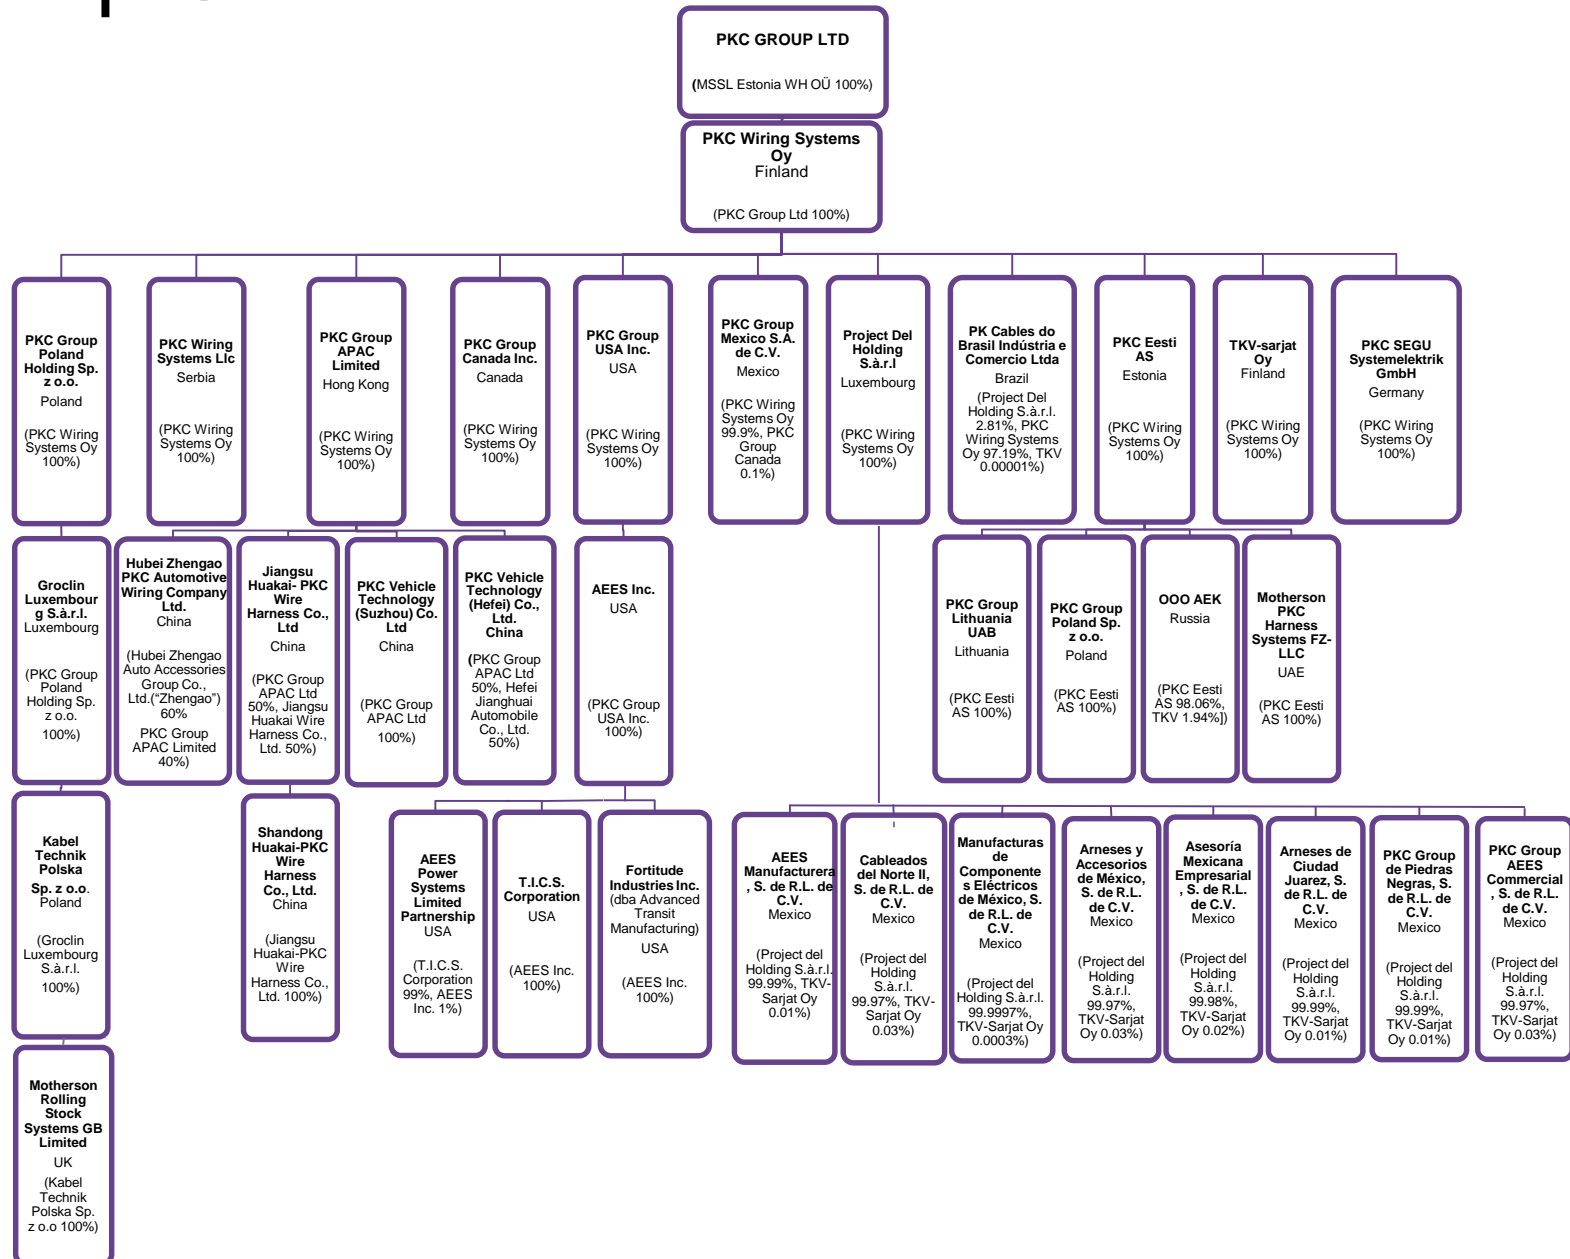 PKC GROUP LTD
(MSSL Estonia WH OÜ 100%)
PKC Wiring Systems
Oy
Finland
(PKC Group Ltd 100%)
PKC Group
Poland
Holding Sp.
z o.o.
Poland
(PKC Wiring
Systems Oy
100%)
PKC Wiring
Systems Llc
Serbia
(PKC Wiring
Systems Oy
100%)
PKC Group
APAC
Limited
Hong Kong
(PKC Wiring
Systems Oy
100%)
PKC Group
Canada Inc.
Canada
(PKC Wiring
Systems Oy
100%)
PKC Group
USA Inc.
USA
(PKC Wiring
Systems Oy
100%)
PKC Group
Mexico S.A.
de C.V.
Mexico
(PKC Wiring
Systems Oy
99.9%, PKC
Group
Canada
0.1%)
Project Del
Holding
S.à.r.l
Luxembourg
(PKC Wiring
Systems Oy
100%)
PK Cables do
Brasil Indústria e
Comercio Ltda
Brazil
(Project Del
Holding S.à.r.l.
2.81%, PKC
Wiring Systems
Oy 97.19%, TKV
0.00001%)
PKC Eesti
AS
Estonia
(PKC Wiring
Systems Oy
100%)
TKV-sarjat
Oy
Finland
(PKC Wiring
Systems Oy
100%)
PKC SEGU
Systemelektrik
GmbH
Germany
(PKC Wiring
Systems Oy
100%)
Groclin
Luxembour
g S.à.r.l.
Luxembourg
(PKC Group
Poland
Holding Sp.
z o.o.
100%)
Hubei Zhengao
PKC Automotive
Wiring Company
Ltd.
China
(Hubei Zhengao
Auto Accessories
Group Co.,
Ltd.(“Zhengao”)
60%
PKC Group
APAC Limited
40%)
Jiangsu
Huakai- PKC
Wire
Harness Co.,
Ltd
China
(PKC Group
APAC Ltd
50%, Jiangsu
Huakai Wire
Harness Co.,
Ltd. 50%)
PKC Vehicle
Technology
(Suzhou) Co.
Ltd
China
(PKC Group
APAC Ltd
100%)
PKC Vehicle
Technology
(Hefei) Co.,
Ltd.
China
(PKC Group
APAC Ltd
50%, Hefei
Jianghuai
Automobile
Co., Ltd.
50%)
AEES Inc.
USA
(PKC Group
USA Inc.
100%)
PKC Group
Lithuania
UAB
Lithuania
(PKC Eesti
AS 100%)
PKC Group
Poland Sp.
z o.o.
Poland
(PKC Eesti
AS 100%)
OOO AEK
Russia
(PKC Eesti
AS 98.06%,
TKV 1.94%])
Motherson
PKC
Harness
Systems FZ-
LLC
UAE
(PKC Eesti
AS 100%)
Kabel
Technik
Polska
Sp. z o.o.
Poland
(Groclin
Luxembourg
S.à.r.l.
100%)
Shandong
Huakai-PKC
Wire
Harness
Co., Ltd.
China
(Jiangsu
Huakai-PKC
Wire
Harness Co.,
Ltd. 100%)
AEES
Power
Systems
Limited
Partnership
USA
(T.I.C.S.
Corporation
99%, AEES
Inc. 1%)
T.I.C.S.
Corporation
USA
(AEES Inc.
100%)
Fortitude
Industries Inc.
(dba Advanced
Transit
Manufacturing)
USA
(AEES Inc.
100%)
AEES
Manufacturera
, S. de R.L. de
C.V.
Mexico
(Project del
Holding S.à.r.l.
99.99%, TKV-
Sarjat Oy
0.01%)
Cableados
del Norte II,
S. de R.L. de
C.V.
Mexico
(Project del
Holding
S.à.r.l.
99.97%, TKV-
Sarjat Oy
0.03%)
Manufacturas
de
Componente
s Eléctricos
de México, S.
de R.L. de
C.V.
Mexico
(Project del
Holding S.à.r.l.
99.9997%,
TKV-Sarjat Oy
0.0003%)
Arneses y
Accesorios
de México,
S. de R.L.
de C.V.
Mexico
(Project del
Holding
S.à.r.l.
99.97%,
TKV-Sarjat
Oy 0.03%)
Asesoría
Mexicana
Empresarial
, S. de R.L.
de C.V.
Mexico
(Project del
Holding
S.à.r.l.
99.98%,
TKV-Sarjat
Oy 0.02%)
Arneses de
Ciudad
Juarez, S.
de R.L. de
C.V.
Mexico
(Project del
Holding
S.à.r.l.
99.99%,
TKV-Sarjat
Oy 0.01%)
PKC Group
de Piedras
Negras, S.
de R.L. de
C.V.
Mexico
(Project del
Holding
S.à.r.l.
99.99%,
TKV-Sarjat
Oy 0.01%)
PKC Group
AEES
Commercial
, S. de R.L.
de C.V.
Mexico
(Project del
Holding
S.à.r.l.
99.97%,
TKV-Sarjat
Oy 0.03%)
Motherson
Rolling
Stock
Systems GB
Limited
UK
(Kabel
Technik
Polska Sp.
z o.o 100%)